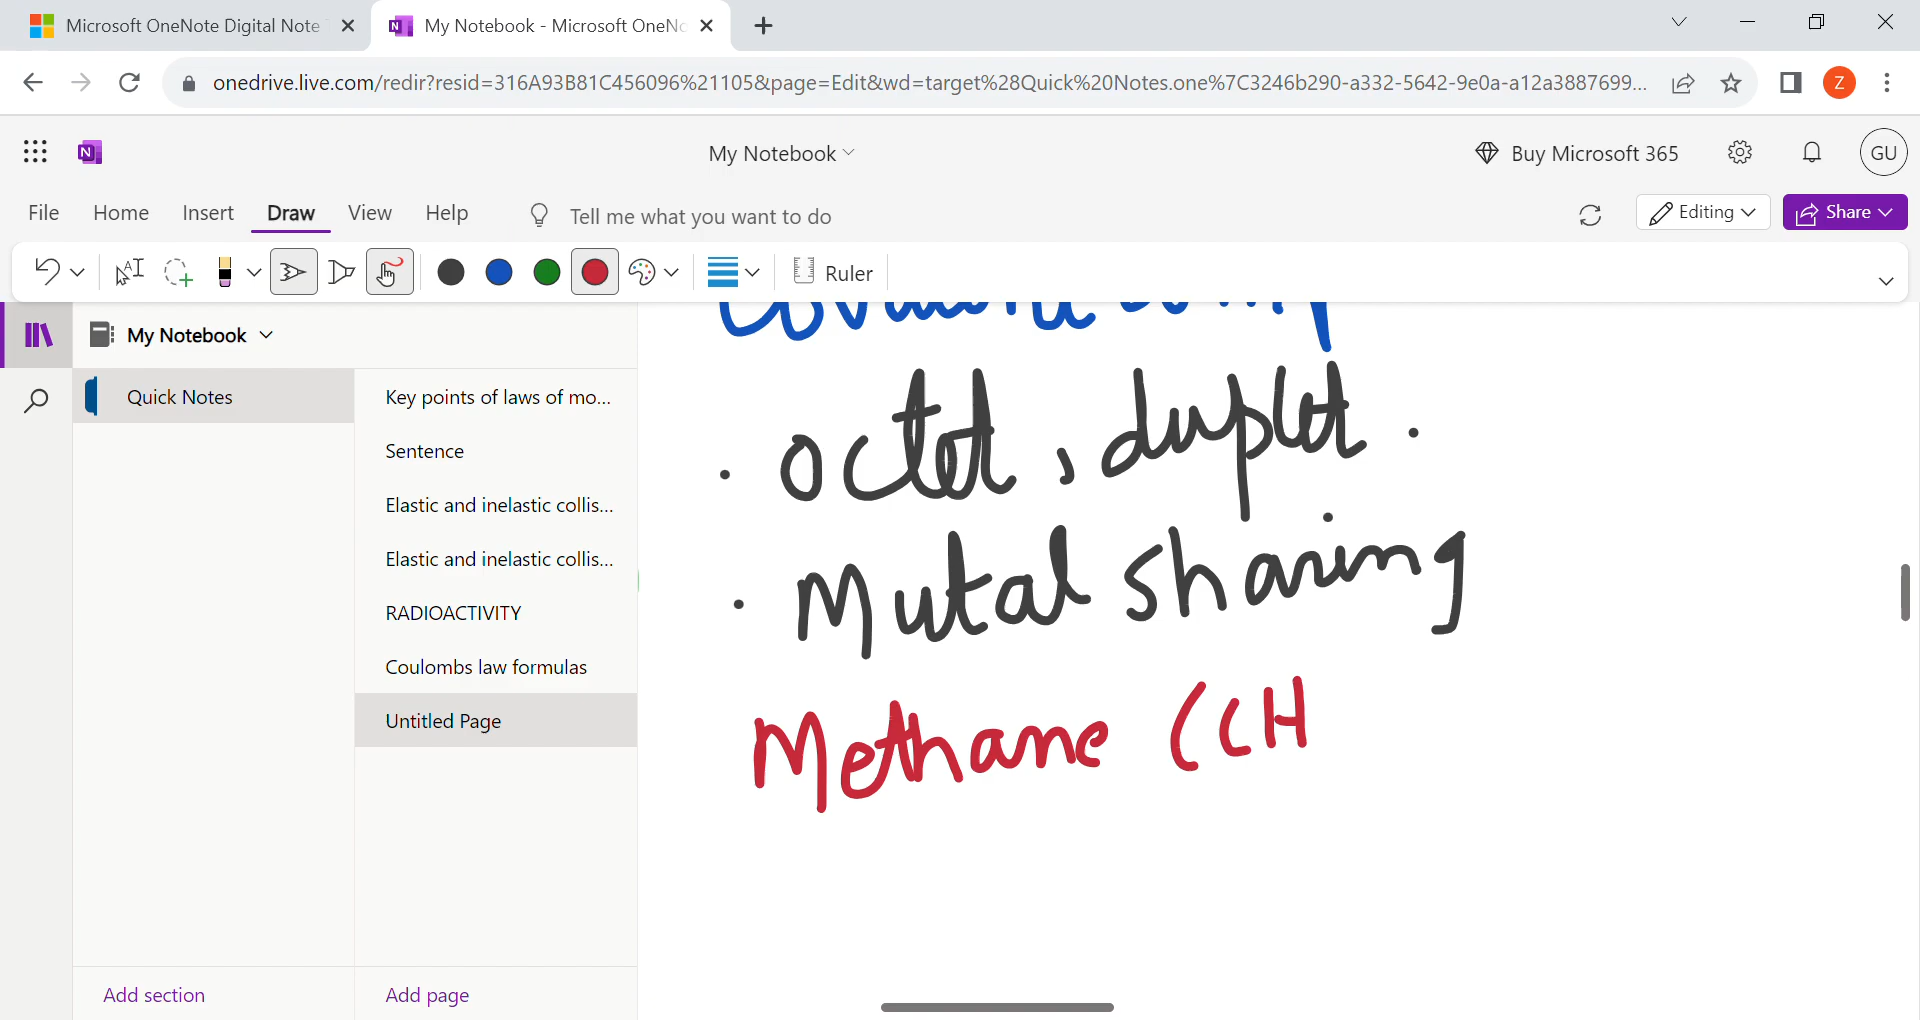 Microsoft OneNote Digital Note
My Notebook - Microsoft OneNo
onedrive.live.com/redir?resid=316A93B81C456096%21105&page=Edit&wd=target%28Quick%20Notes.one%7C3246b290-a332-5642-9e0a-a12a3887699...
Z
My Notebook
Buy Microsoft 365
GU
File Home Insert Draw View Help
Tell me what you want to do
Editing
Share
Ruler
My Notebook
Quick Notes
Key points of laws of mo...
Sentence
Elastic and inelastic collis...
Elastic and inelastic collis...
RADIOACTIVITY
Coulombs law formulas
Untitled Page
Add section
Add page
· octet, duplet.
· Mutal sharing
Methane (CH